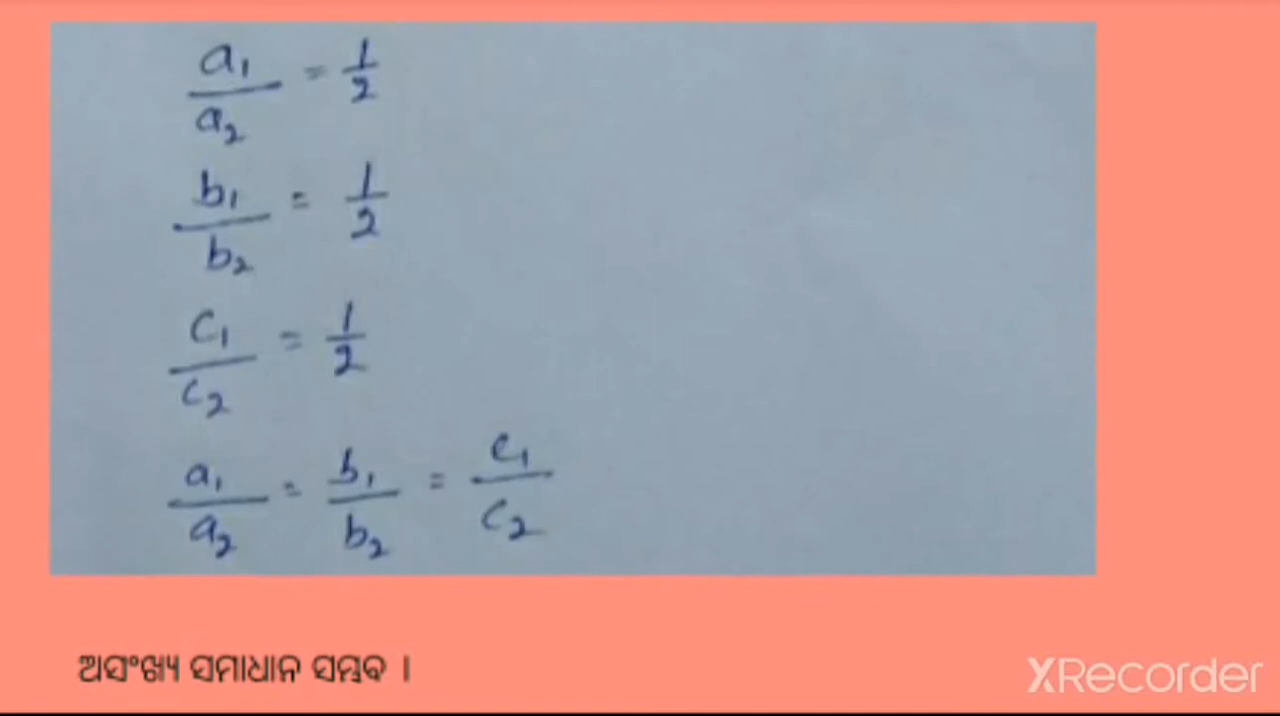 a₁/a₂ = 1/2
b₁/b₂ = 1/2
c₁/c₂ = 1/2
a₁/a₂ = b₁/b₂ = c₁/c₂
ଅସଂଖ୍ୟ ସମାଧାନ ସମ୍ଭବ ।
XRecorder